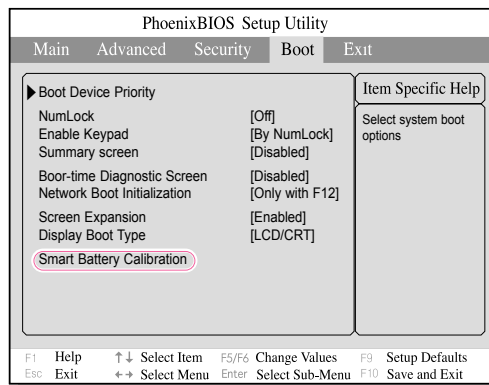 PhoenixBIOS Setup Utility
Main Advanced Security Boot Exit
Boot Device Priority
NumLock [Off]
Enable Keypad [By NumLock]
Summary screen [Disabled]
Boor-time Diagnostic Screen [Disabled]
Network Boot Initialization [Only with F12]
Screen Expansion [Enabled]
Display Boot Type [LCD/CRT]
Smart Battery Calibration
Item Specific Help
Select system boot
options
F1 Help ↑↓ Select Item F5/F6 Change Values F9 Setup Defaults
Esc Exit ←→ Select Menu Enter Select Sub-Menu F10 Save and Exit